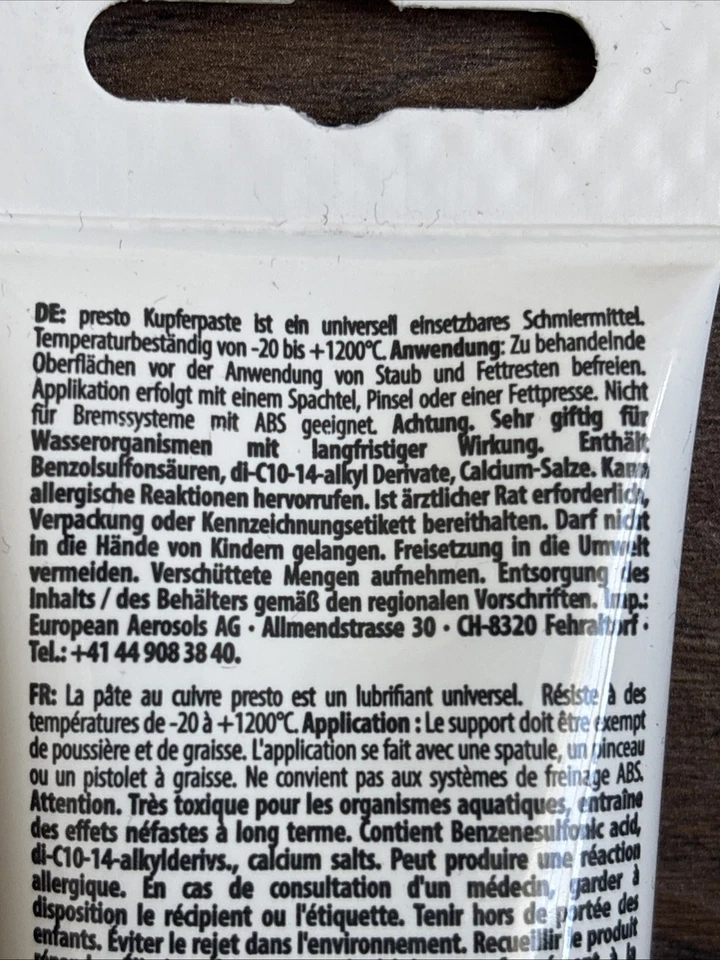 DE: presto Kupferpaste ist ein universell einsetzbares Schmiermittel.
Temperaturbeständig von -20 bis +1200°C. Anwendung: Zu behandelnde
Oberflächen vor der Anwendung von Staub und Fettresten befreien.
Applikation erfolgt mit einem Spachtel, Pinsel oder einer Fettpresse. Nicht
für Bremssysteme mit ABS geeignet. Achtung. Sehr giftig für
Wasserorganismen mit langfristiger Wirkung. Enthält
Benzolsulfonsäuren, di-C10-14-alkyl Derivate, Calcium-Salze. Kann
allergische Reaktionen hervorrufen. Ist ärztlicher Rat erforderlich,
Verpackung oder Kennzeichnungsetikett bereithalten. Darf nicht
in die Hände von Kindern gelangen. Freisetzung in die Umwelt
vermeiden. Verschüttete Mengen aufnehmen. Entsorgung des
Inhalts / des Behälters gemäß den regionalen Vorschriften. Imp.:
European Aerosols AG · Allmendstrasse 30 · CH-8320 Fehraltorf ·
Tel.: +41 44 908 38 40.
FR: La pâte au cuivre presto est un lubrifiant universel. Résiste à des
températures de -20 à +1200°C. Application : Le support doit être exempt
de poussière et de graisse. L'application se fait avec une spatule, un pinceau
ou un pistolet à graisse. Ne convient pas aux systèmes de freinage ABS.
Attention. Très toxique pour les organismes aquatiques, entraîne
des effets néfastes à long terme. Contient Benzenesulfonic acid,
di-C10-14-alkylderivs., calcium salts. Peut produire une réaction
allergique. En cas de consultation d'un médecin, garder à
disposition le récipient ou l'étiquette. Tenir hors de portée des
enfants. Éviter le rejet dans l'environnement. Recueillir le produit